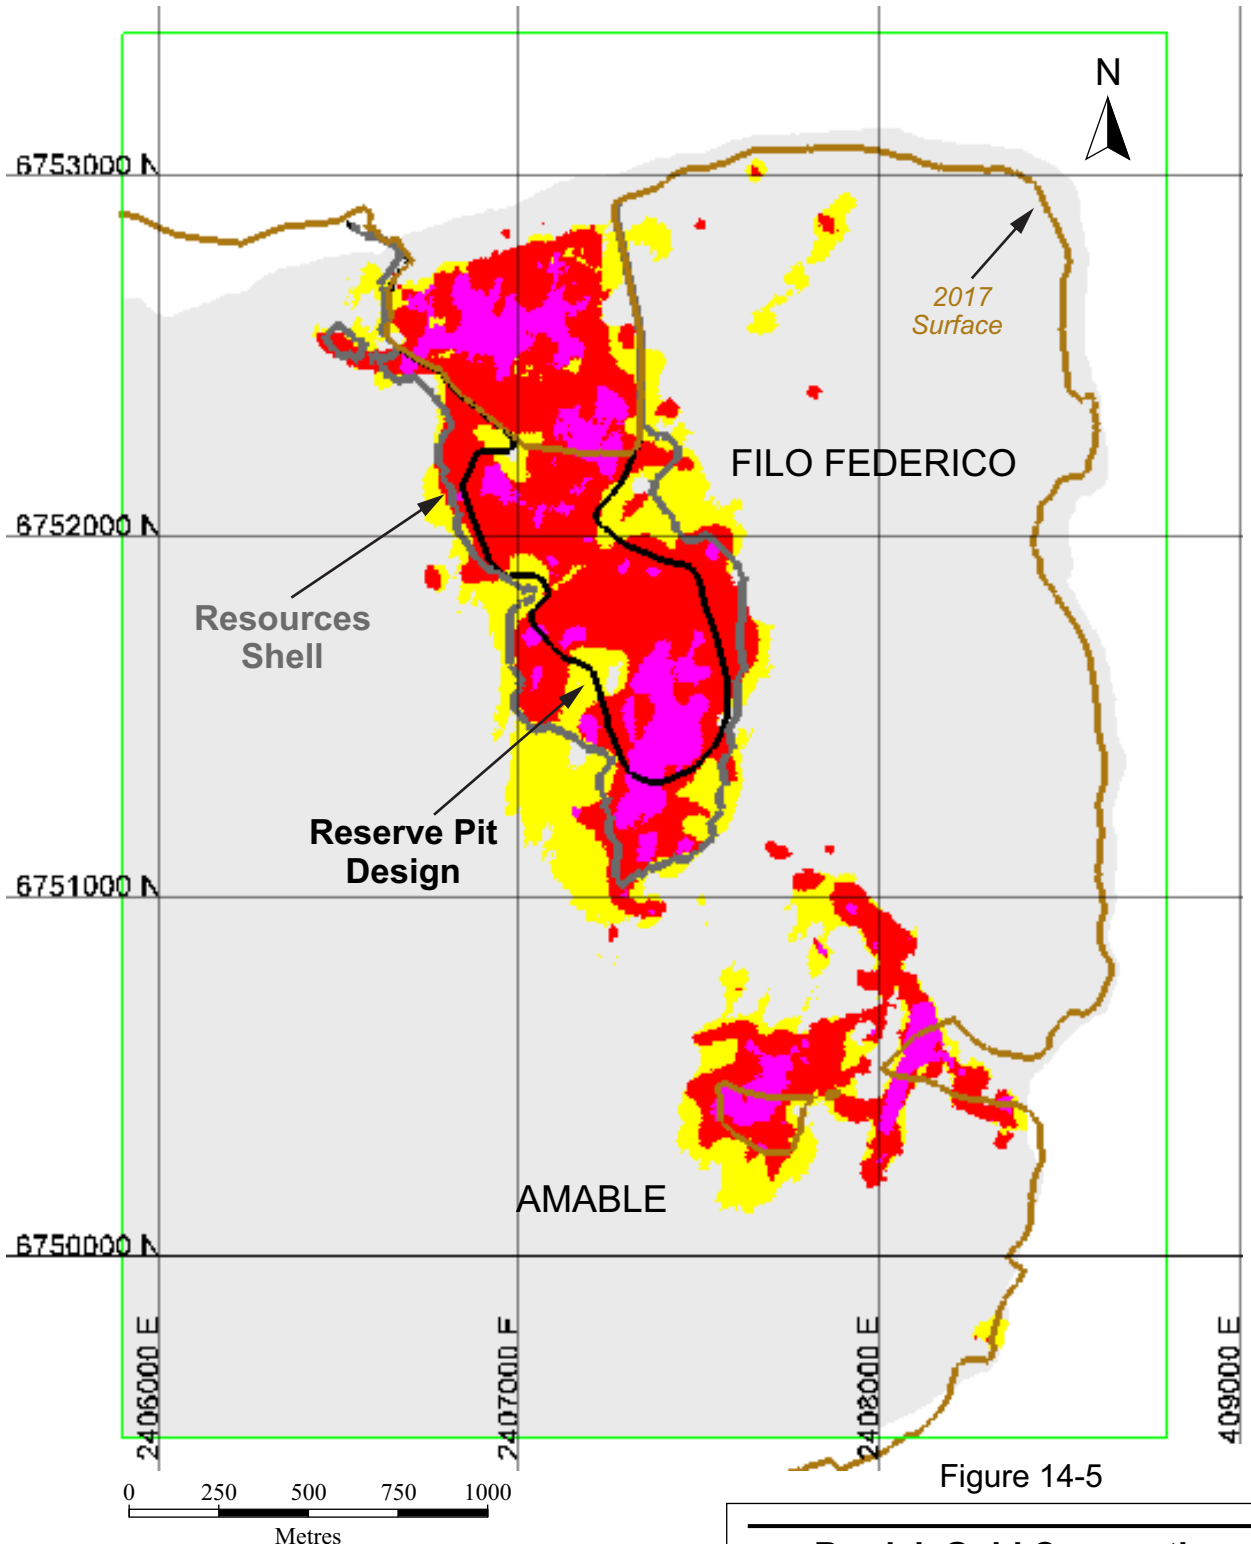 N
6753000 N
2017
Surface
FILO FEDERICO
6752000 N
Resources
Shell
Reserve Pit
Design
6751000 N
AMABLE
6750000 N
2406000 E
2407000 E
2408000 E
409000 E
Figure 14-5
0 250 500 750 1000
Metres